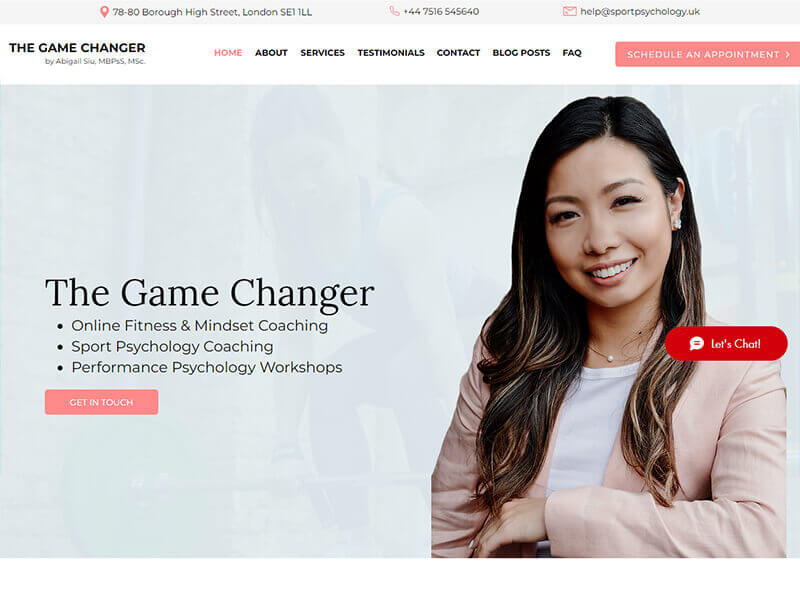 78-80 Borough High Street, London SE1 1LL
+44 7516 545640
help@sportpsychology.uk
THE GAME CHANGER
by Abigail Siu, MBPsS, MSc.
HOME
ABOUT
SERVICES
TESTIMONIALS
CONTACT
BLOG POSTS
FAQ
SCHEDULE AN APPOINTMENT
The Game Changer
Online Fitness & Mindset Coaching
Sport Psychology Coaching
Performance Psychology Workshops
Let's Chat!
GET IN TOUCH